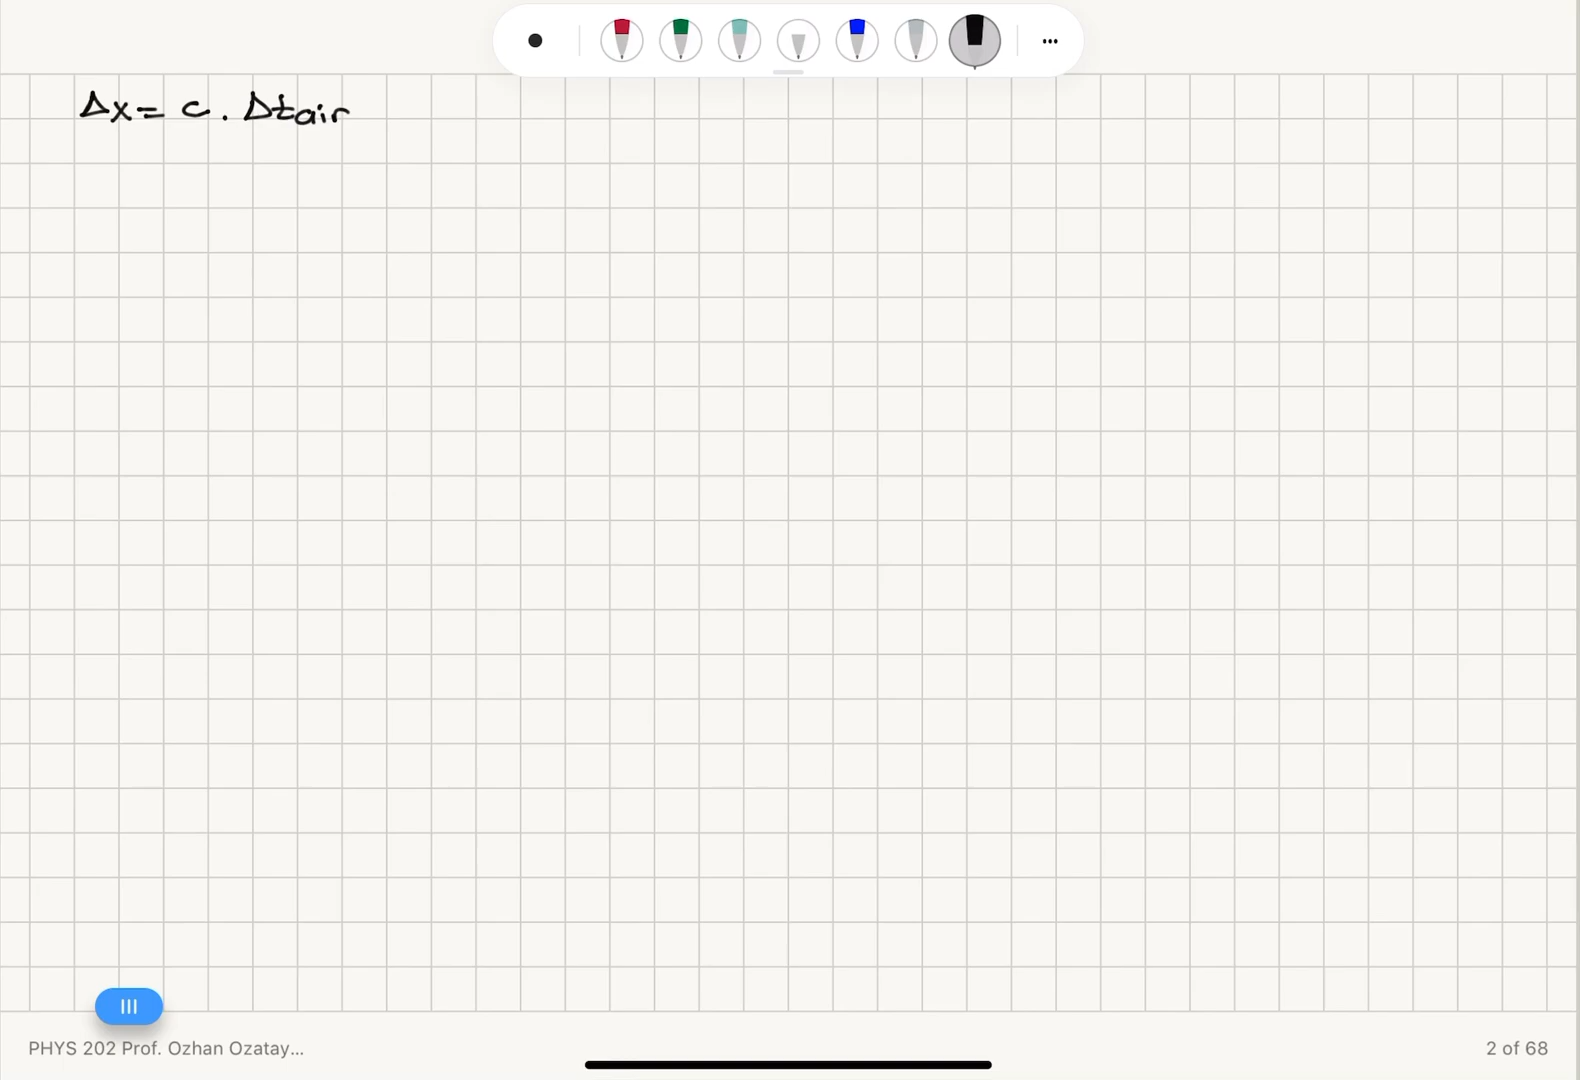 Δx = c . Δtair
PHYS 202 Prof. Ozhan Ozatay...
2 of 68